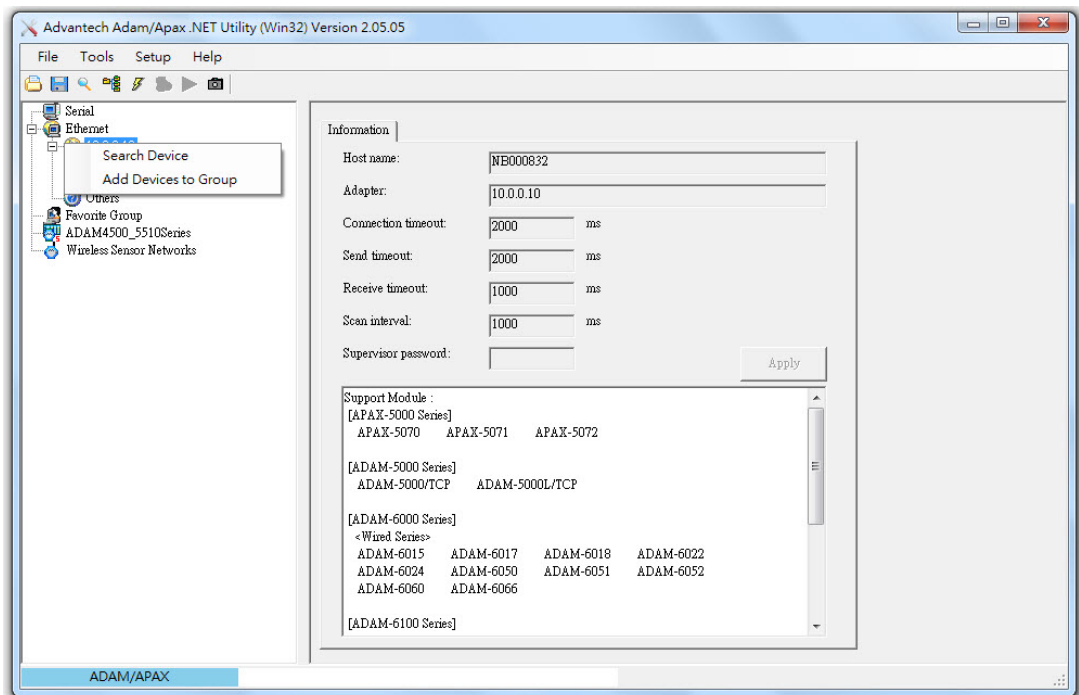 Advantech Adam/Apax .NET Utility (Win32) Version 2.05.05
File Tools Setup Help
Serial
Ethernet
10.0.0.10
Search Device
Add Devices to Group
Others
Favorite Group
ADAM4500_5510Series
Wireless Sensor Networks
Information
Host name: NB000832
Adapter: 10.0.0.10
Connection timeout: 2000 ms
Send timeout: 2000 ms
Receive timeout: 1000 ms
Scan interval: 1000 ms
Supervisor password:
Apply
Support Module :
[APAX-5000 Series]
APAX-5070 APAX-5071 APAX-5072
[ADAM-5000 Series]
ADAM-5000/TCP ADAM-5000L/TCP
[ADAM-6000 Series]
<Wired Series>
ADAM-6015 ADAM-6017 ADAM-6018 ADAM-6022
ADAM-6024 ADAM-6050 ADAM-6051 ADAM-6052
ADAM-6060 ADAM-6066
[ADAM-6100 Series]
ADAM/APAX